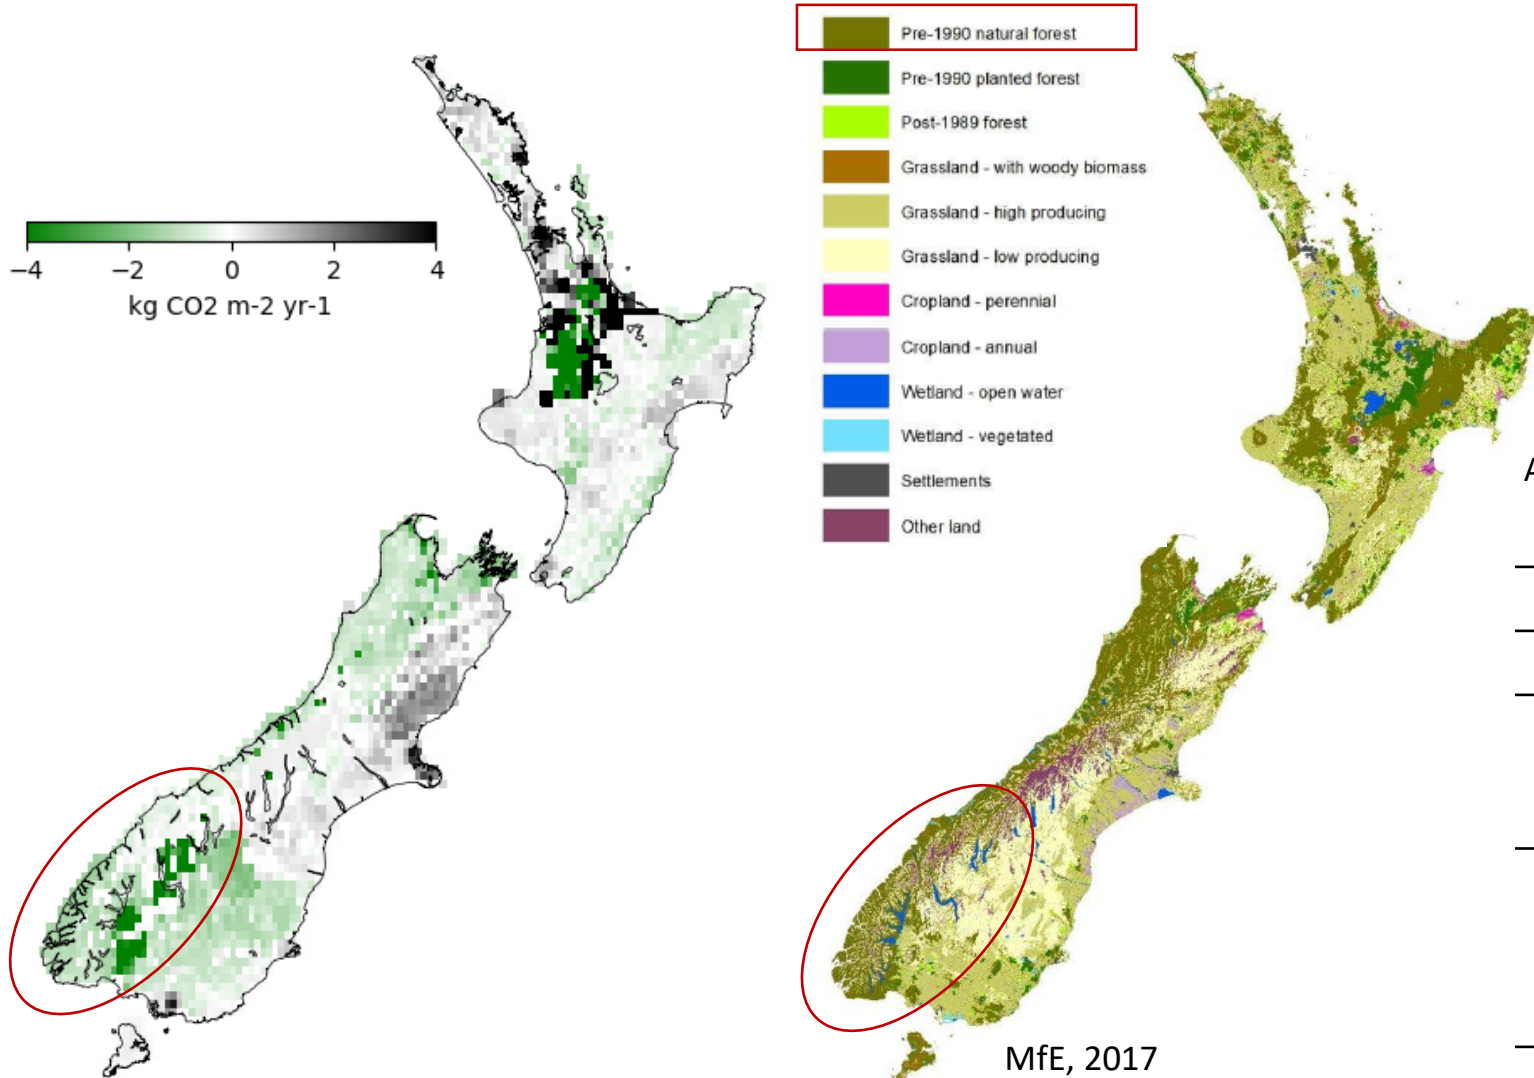 −4
−2
0
2
4
kg CO2 m-2 yr-1
Pre-1990 natural forest
Pre-1990 planted forest
Post-1989 forest
Grassland - with woody biomass
Grassland - high producing
Grassland - low producing
Cropland - perennial
Cropland - annual
Wetland - open water
Wetland - vegetated
Settlements
Other land
A
MfE, 2017